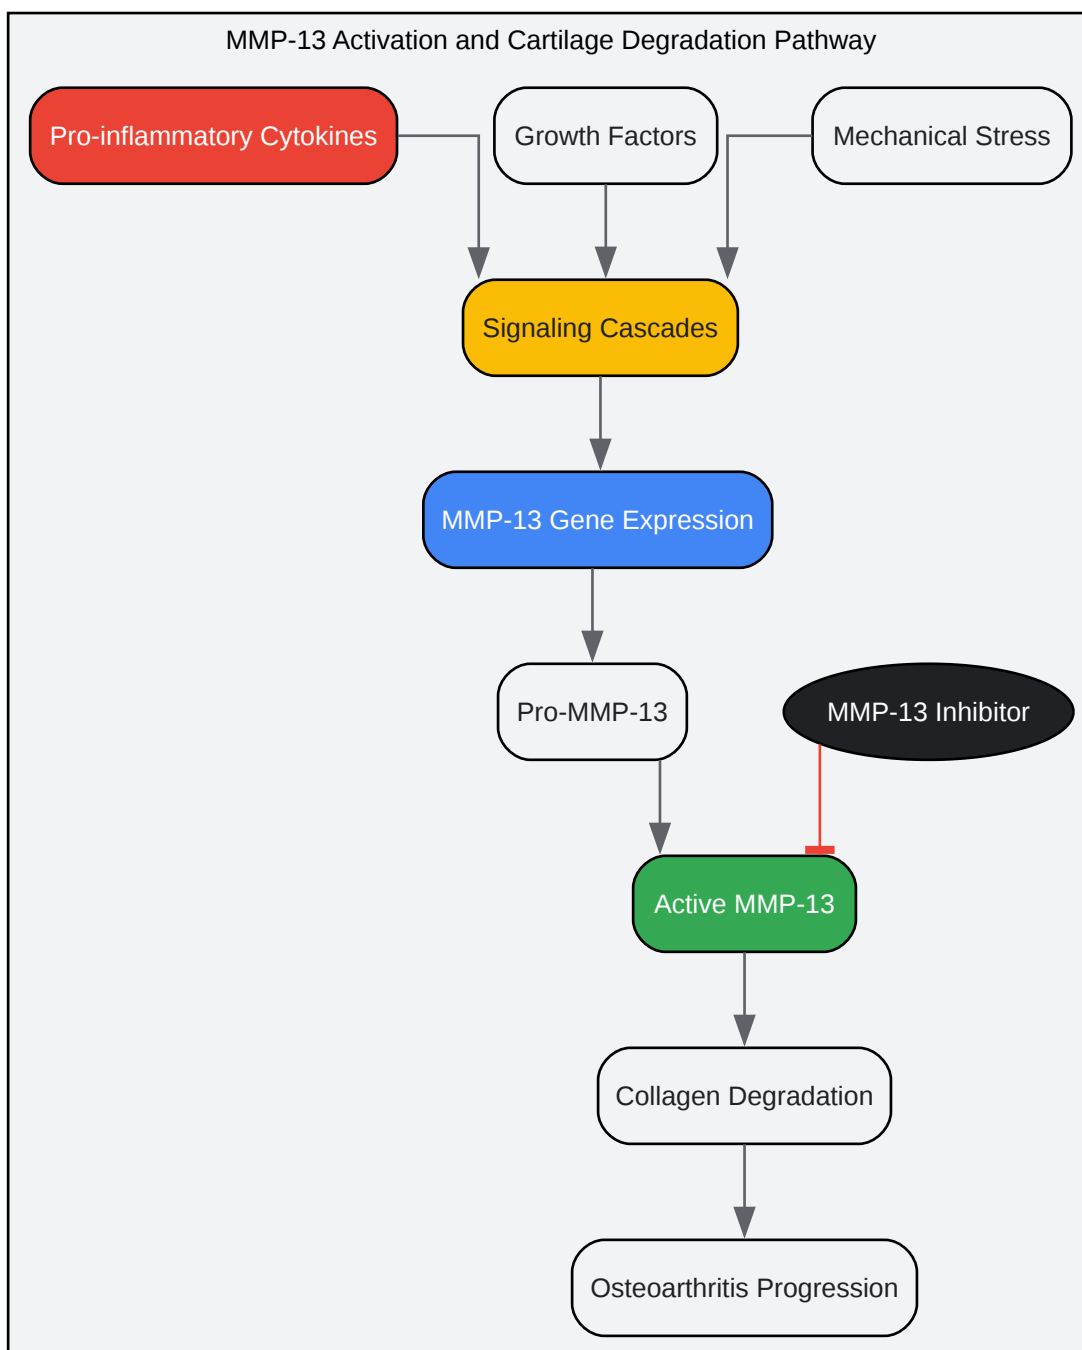 MMP-13 Activation and Cartilage Degradation Pathway
Pro-inflammatory Cytokines
Growth Factors
Mechanical Stress
Signaling Cascades
MMP-13 Gene Expression
Pro-MMP-13
MMP-13 Inhibitor
Active MMP-13
Collagen Degradation
Osteoarthritis Progression